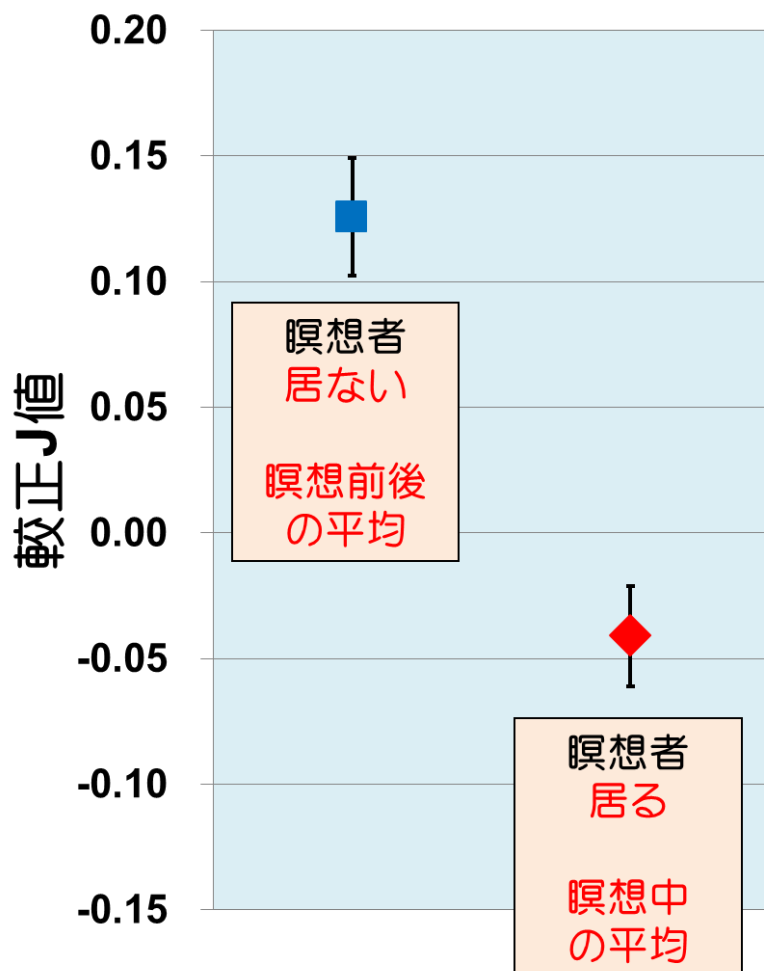 0.20
0.15
0.10
0.05
0.00
-0.05
-0.10
-0.15
較正J値
瞑想者
居ない
瞑想前後
の平均
瞑想者
居る
瞑想中
の平均